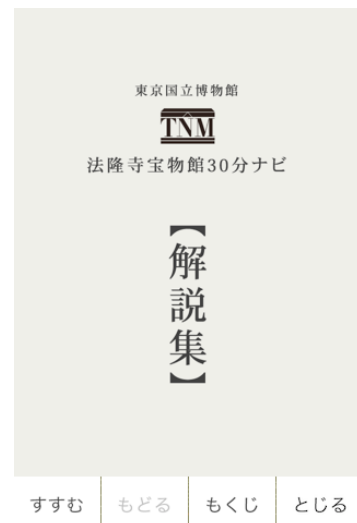 東京国立博物館
TNM
法隆寺宝物館30分ナビ
【解説集】
すすむ
もどる
もくじ
とじる